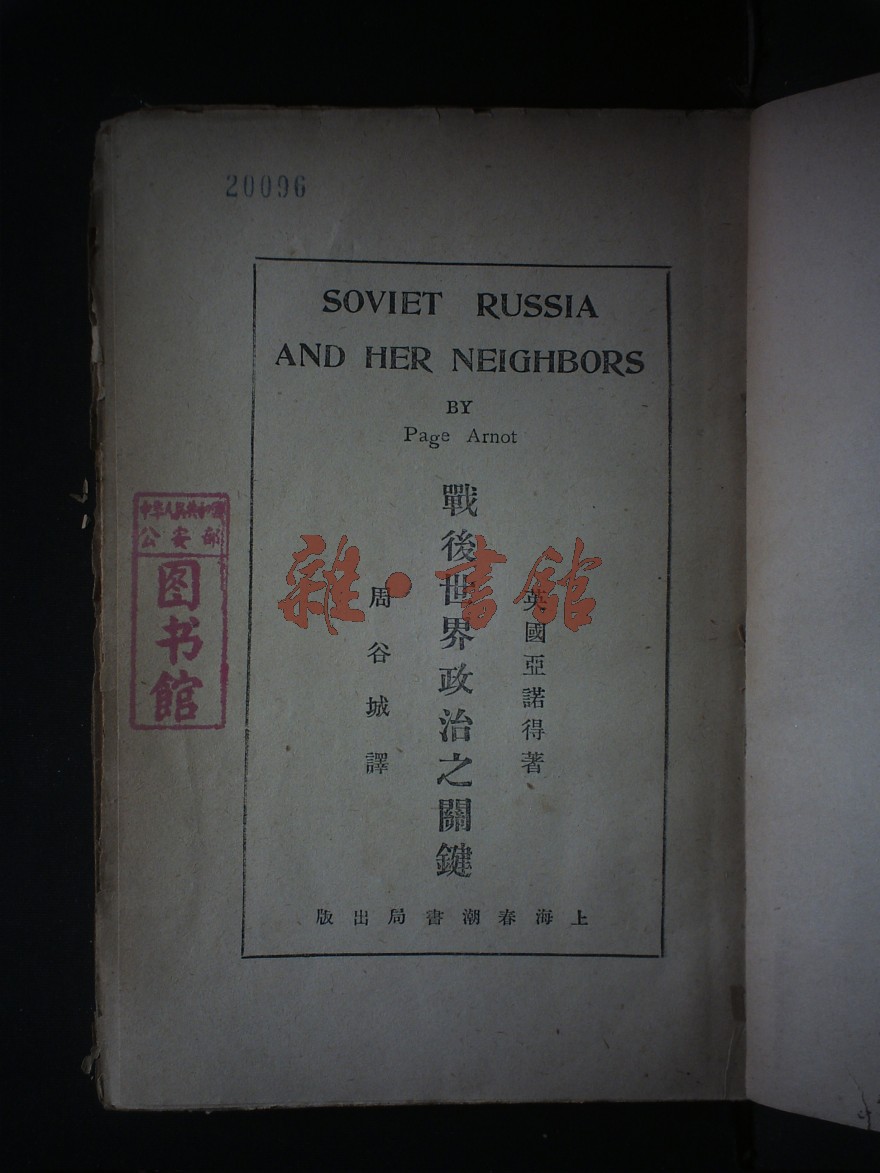 20096
SOVIET RUSSIA
AND HER NEIGHBORS
BY
Page Arnot
英國亞諾得著
戰後世界政治之關鍵
周谷城譯
版出局書潮春海上
中华人民共和国
公安部
图书馆
雜·書館